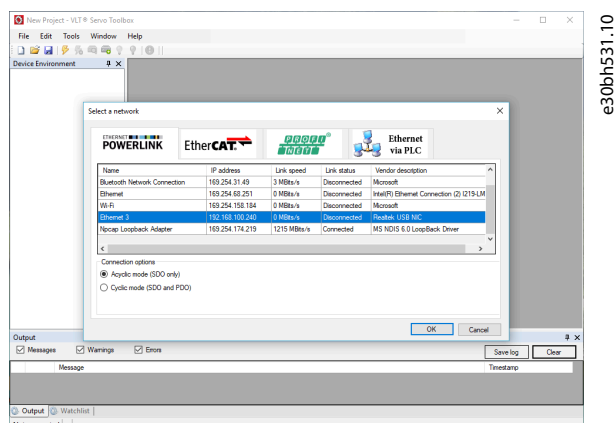 New Project - VLT® Servo Toolbox
File Edit Tools Window Help
Device Environment
Select a network
ETHERNET
POWERLINK
EtherCAT
PROFI
NET
Ethernet
via PLC
Name IP address Link speed Link status Vendor description
Bluetooth Network Connection 169.254.31.49 3 MBits/s Disconnected Microsoft
Ethernet 169.254.68.251 0 MBits/s Disconnected Intel(R) Ethernet Connection (2) I219-LM
Wi-Fi 169.254.158.184 0 MBits/s Disconnected Microsoft
Ethernet 3 192.168.100.240 0 MBits/s Disconnected Realtek USB NIC
Npcap Loopback Adapter 169.254.174.219 1215 MBits/s Connected MS NDIS 6.0 LoopBack Driver
Connection options
Acyclic mode (SDO only)
Cyclic mode (SDO and PDO)
OK Cancel
Output
Messages Warnings Errors Save log Clear
Message Timestamp
Output Watchlist
e30bh531.10